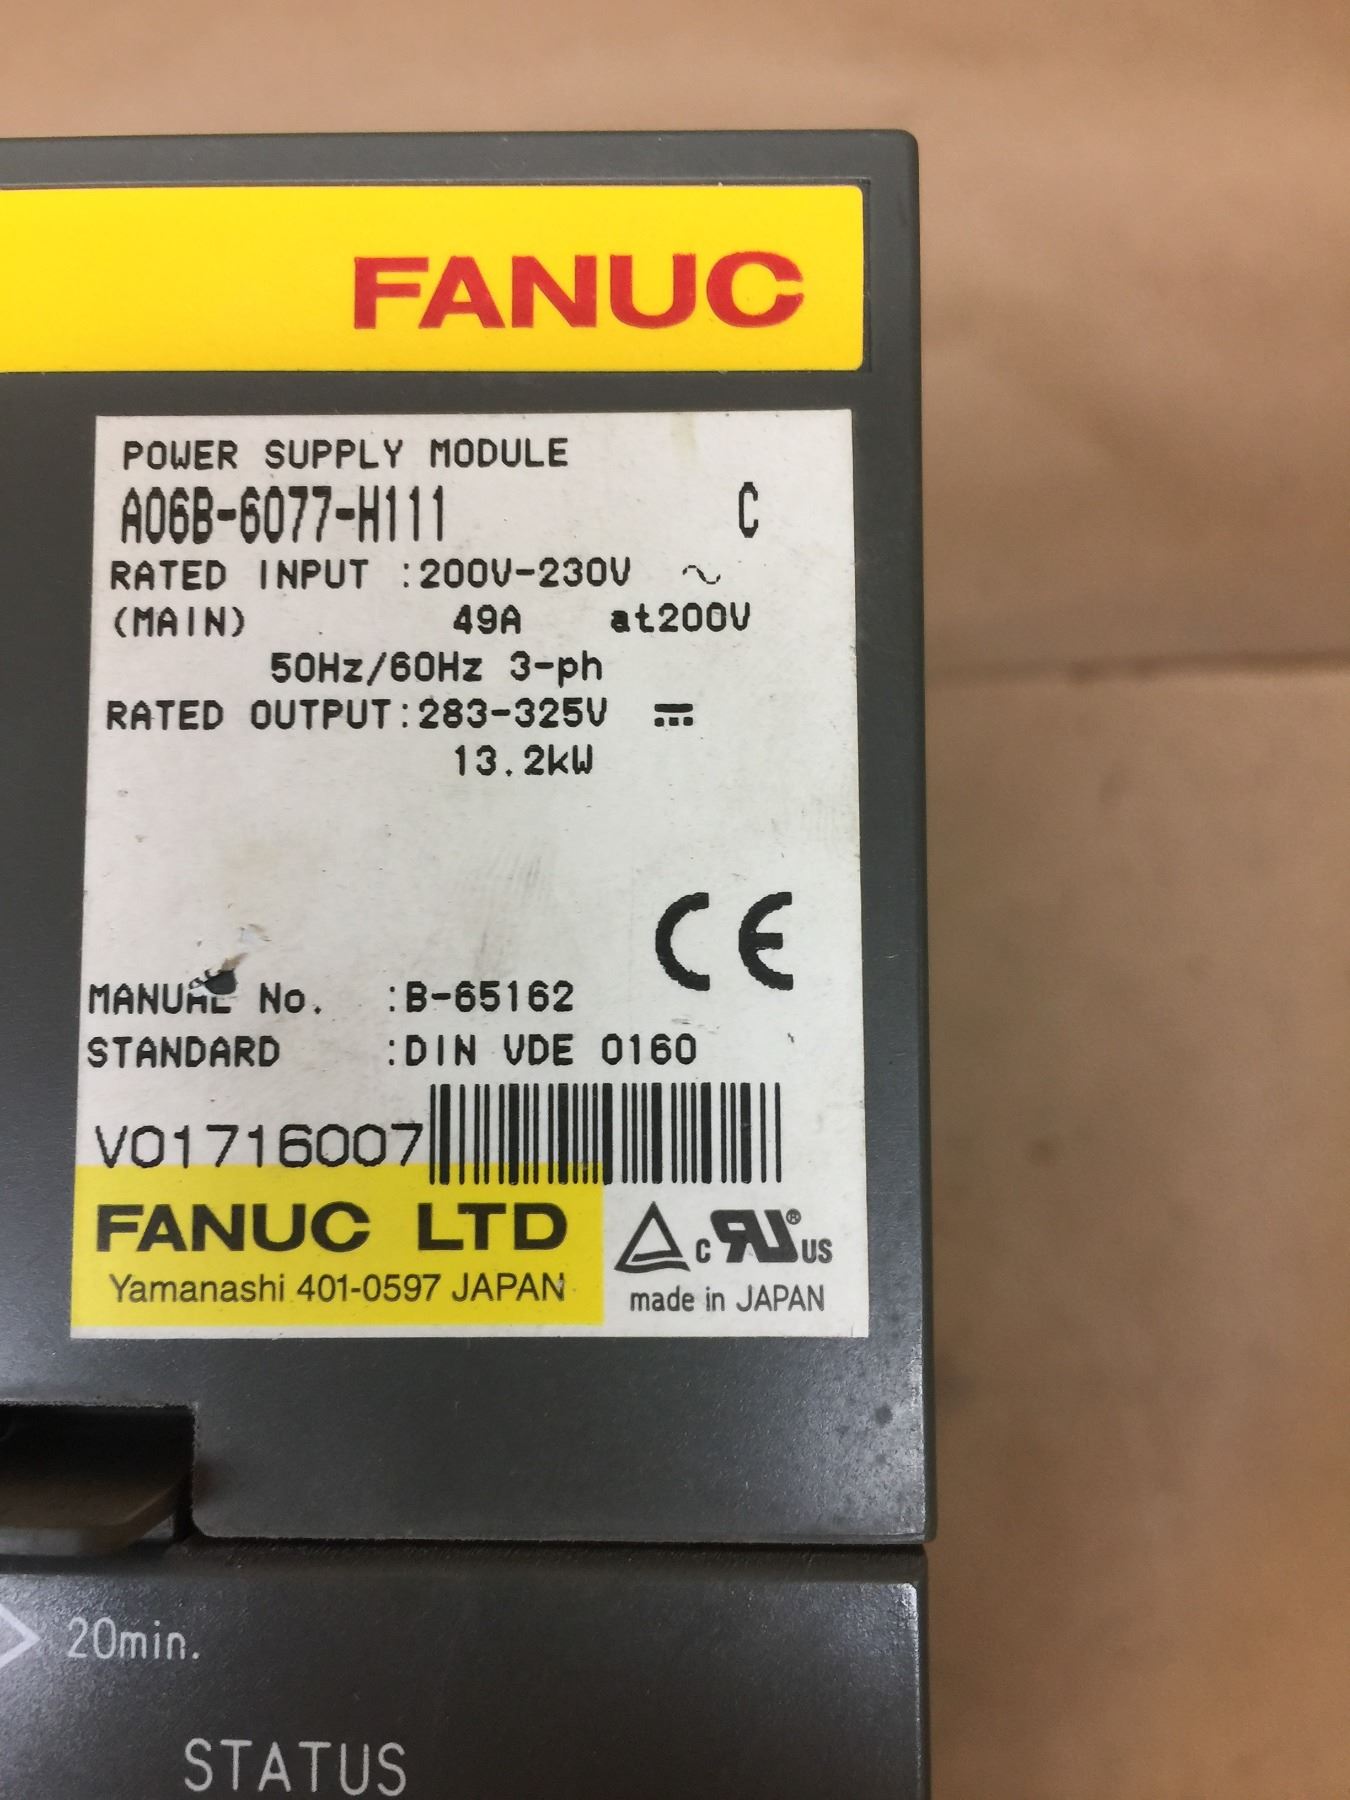 FANUC
POWER SUPPLY MODULE
A06B-6077-H111 C
RATED INPUT :200V-230V ~
(MAIN) 49A at200V
50Hz/60Hz 3-ph
RATED OUTPUT:283-325V ⎓
13.2kW
CE
MANUAL No. :B-65162
STANDARD :DIN VDE 0160
V01716007
FANUC LTD
Yamanashi 401-0597 JAPAN
c RU® US
made in JAPAN
20min.
STATUS